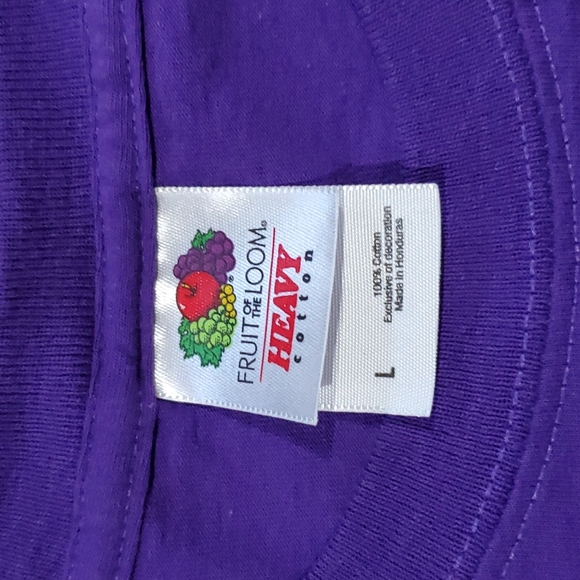 FRUIT OF THE LOOM®
HEAVY
cotton
100% Cotton
Exclusive of decoration
Made in Honduras
L